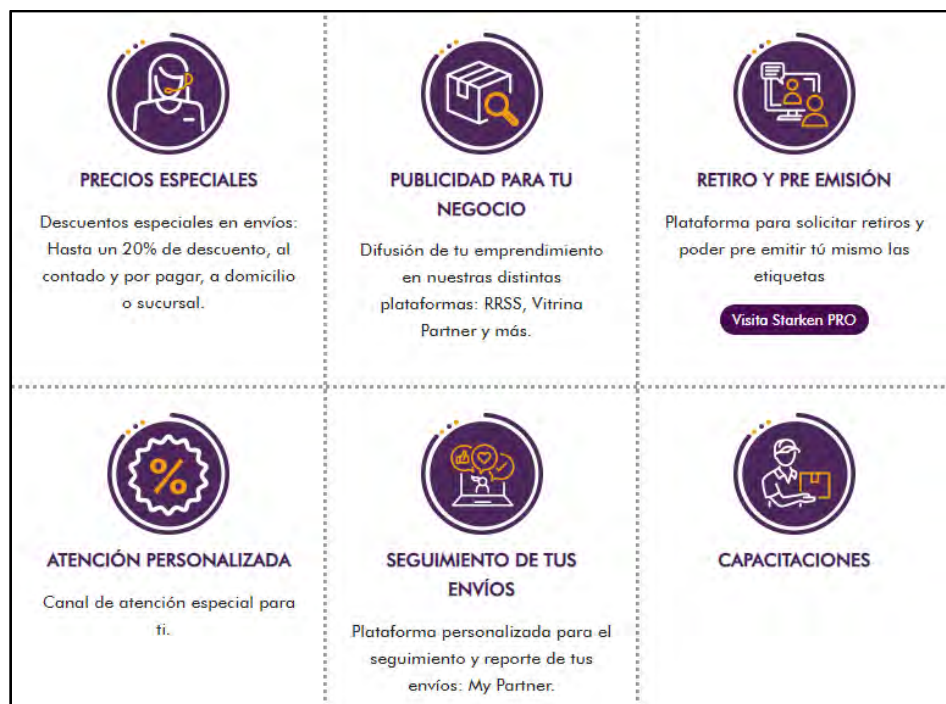 PRECIOS ESPECIALES
Descuentos especiales en envíos:
Hasta un 20% de descuento, al
contado y por pagar, a domicilio
o sucursal.
PUBLICIDAD PARA TU
NEGOCIO
Difusión de tu emprendimiento
en nuestras distintas
plataformas: RRSS, Vitrina
Partner y más.
RETIRO Y PRE EMISIÓN
Plataforma para solicitar retiros y
poder pre emitir tú mismo las
etiquetas
Visita Starken PRO
%
ATENCIÓN PERSONALIZADA
Canal de atención especial para
ti.
SEGUIMIENTO DE TUS
ENVÍOS
Plataforma personalizada para el
seguimiento y reporte de tus
envíos: My Partner.
CAPACITACIONES